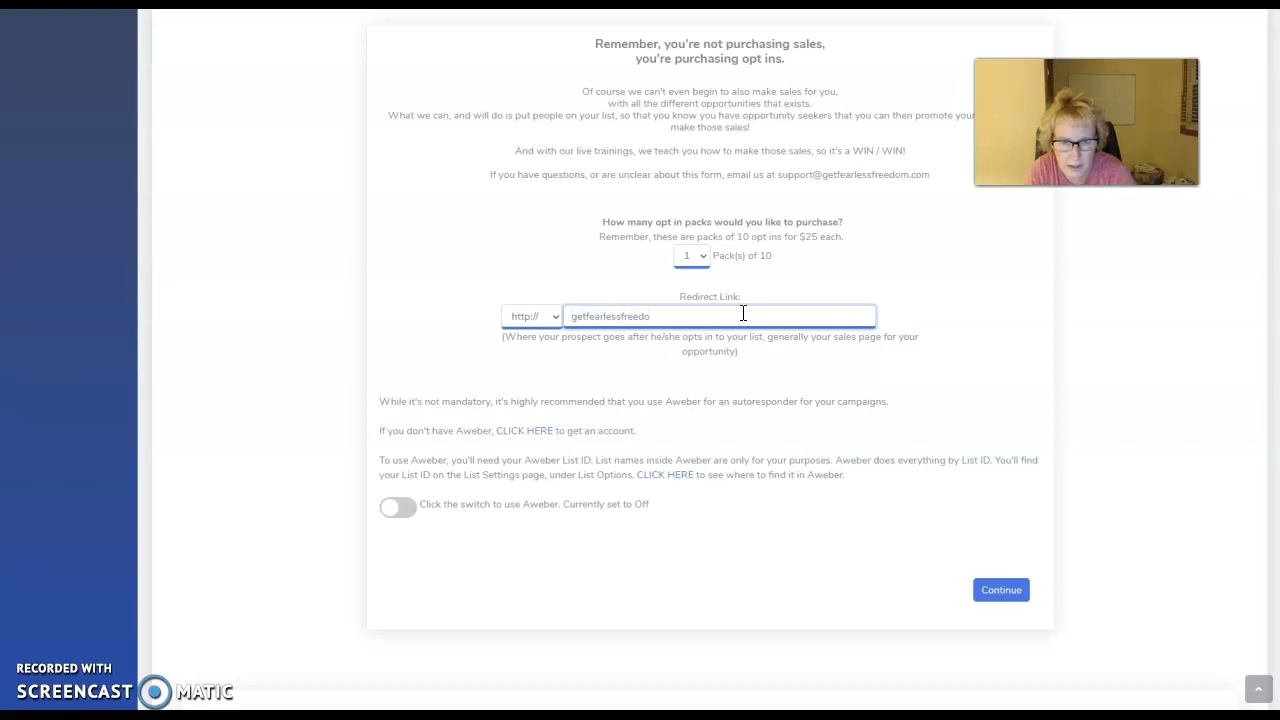 Remember, you're not purchasing sales,
you're purchasing opt ins.
Of course we can't even begin to also make sales for you,
with all the different opportunities that exists.
What we can, and will do is put people on your list, so that you know you have opportunity seekers that you can then promote your
make those sales!
And with our live trainings, we teach you how to make those sales, so it's a WIN / WIN!
If you have questions, or are unclear about this form, email us at support@getfearlessfreedom.com
How many opt in packs would you like to purchase?
Remember, these are packs of 10 opt ins for $25 each.
1 Pack(s) of 10
Redirect Link:
http:// getfearlessfreedo
(Where your prospect goes after he/she opts in to your list, generally your sales page for your
opportunity)
While it's not mandatory, it's highly recommended that you use Aweber for an autoresponder for your campaigns.
If you don't have Aweber, CLICK HERE to get an account.
To use Aweber, you'll need your Aweber List ID. List names inside Aweber are only for your purposes. Aweber does everything by List ID. You'll find
your List ID on the List Settings page, under List Options. CLICK HERE to see where to find it in Aweber.
Click the switch to use Aweber. Currently set to Off
Continue
RECORDED WITH
SCREENCAST MATIC